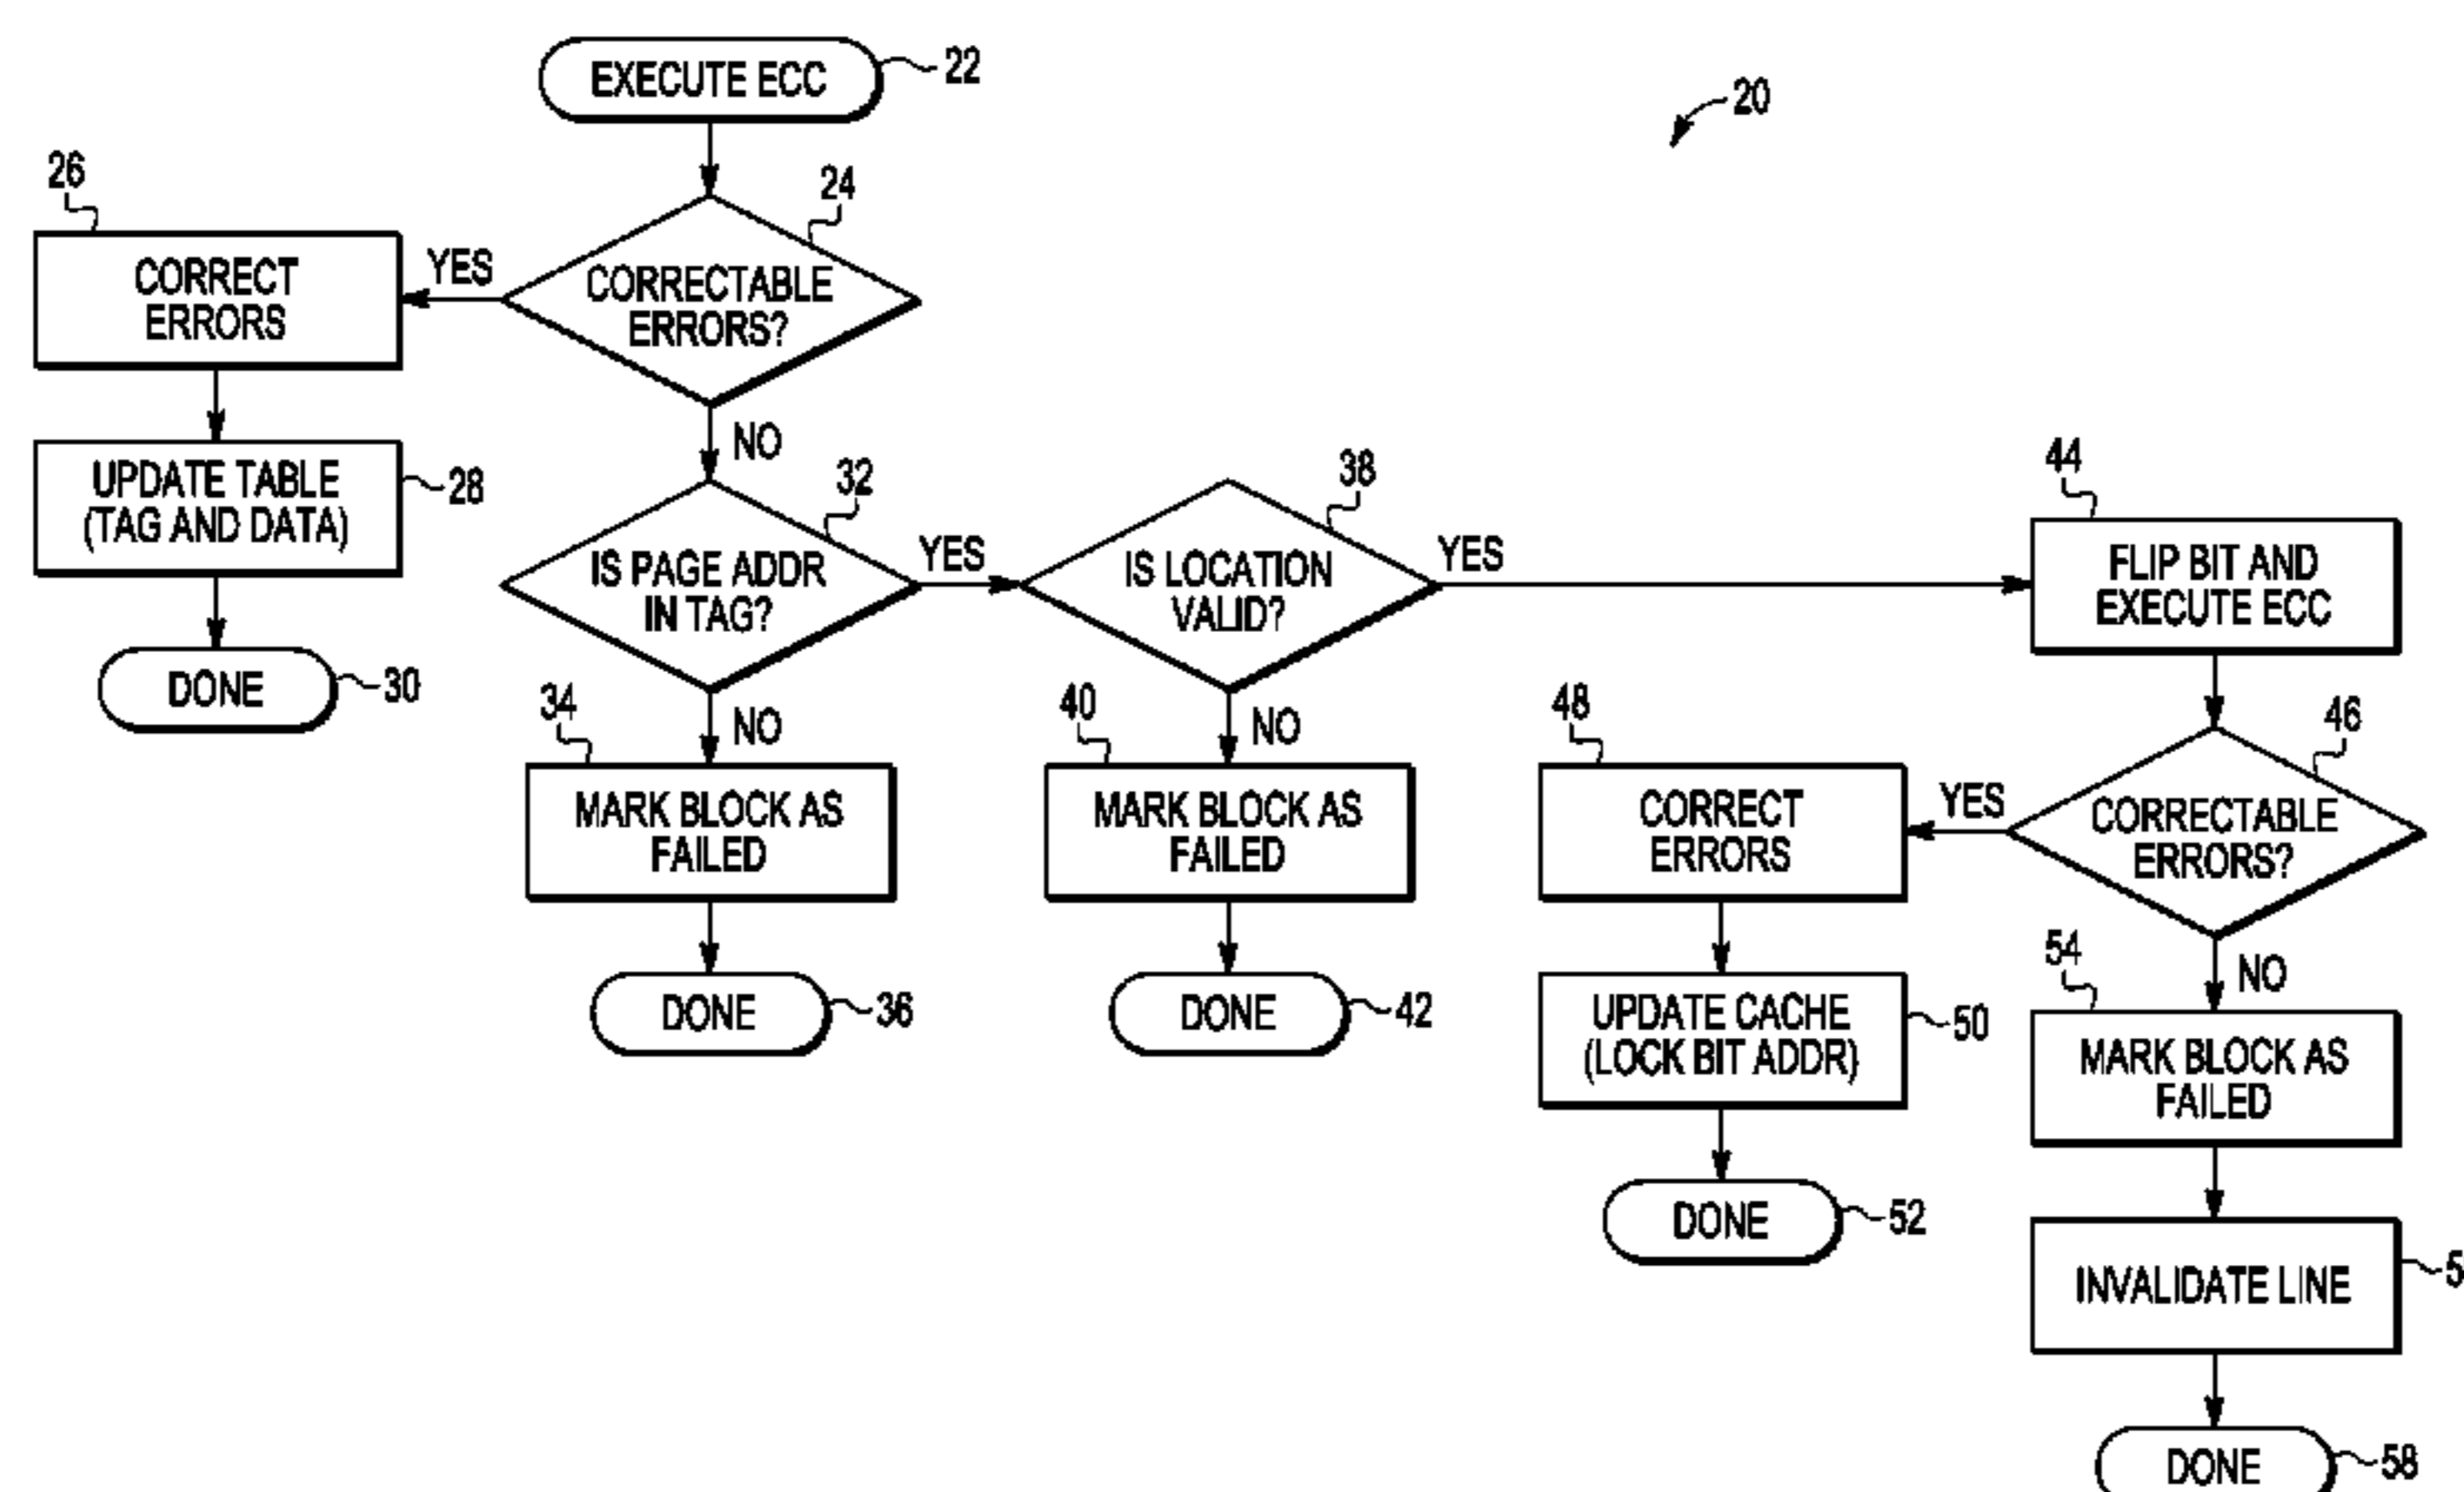 EXECUTE ECC
22
20
26
24
CORRECT
ERRORS
YES
CORRECTABLE
ERRORS?
NO
UPDATE TABLE
(TAG AND DATA)
28
32
38
44
IS PAGE ADDR
IN TAG?
YES
IS LOCATION
VALID?
YES
FLIP BIT AND
EXECUTE ECC
DONE
30
34
NO
40
NO
48
46
MARK BLOCK AS
FAILED
MARK BLOCK AS
FAILED
CORRECT
ERRORS
YES
CORRECTABLE
ERRORS?
54
NO
DONE
36
DONE
42
UPDATE CACHE
(LOCK BIT ADDR)
50
MARK BLOCK AS
FAILED
DONE
52
INVALIDATE LINE
DONE
58